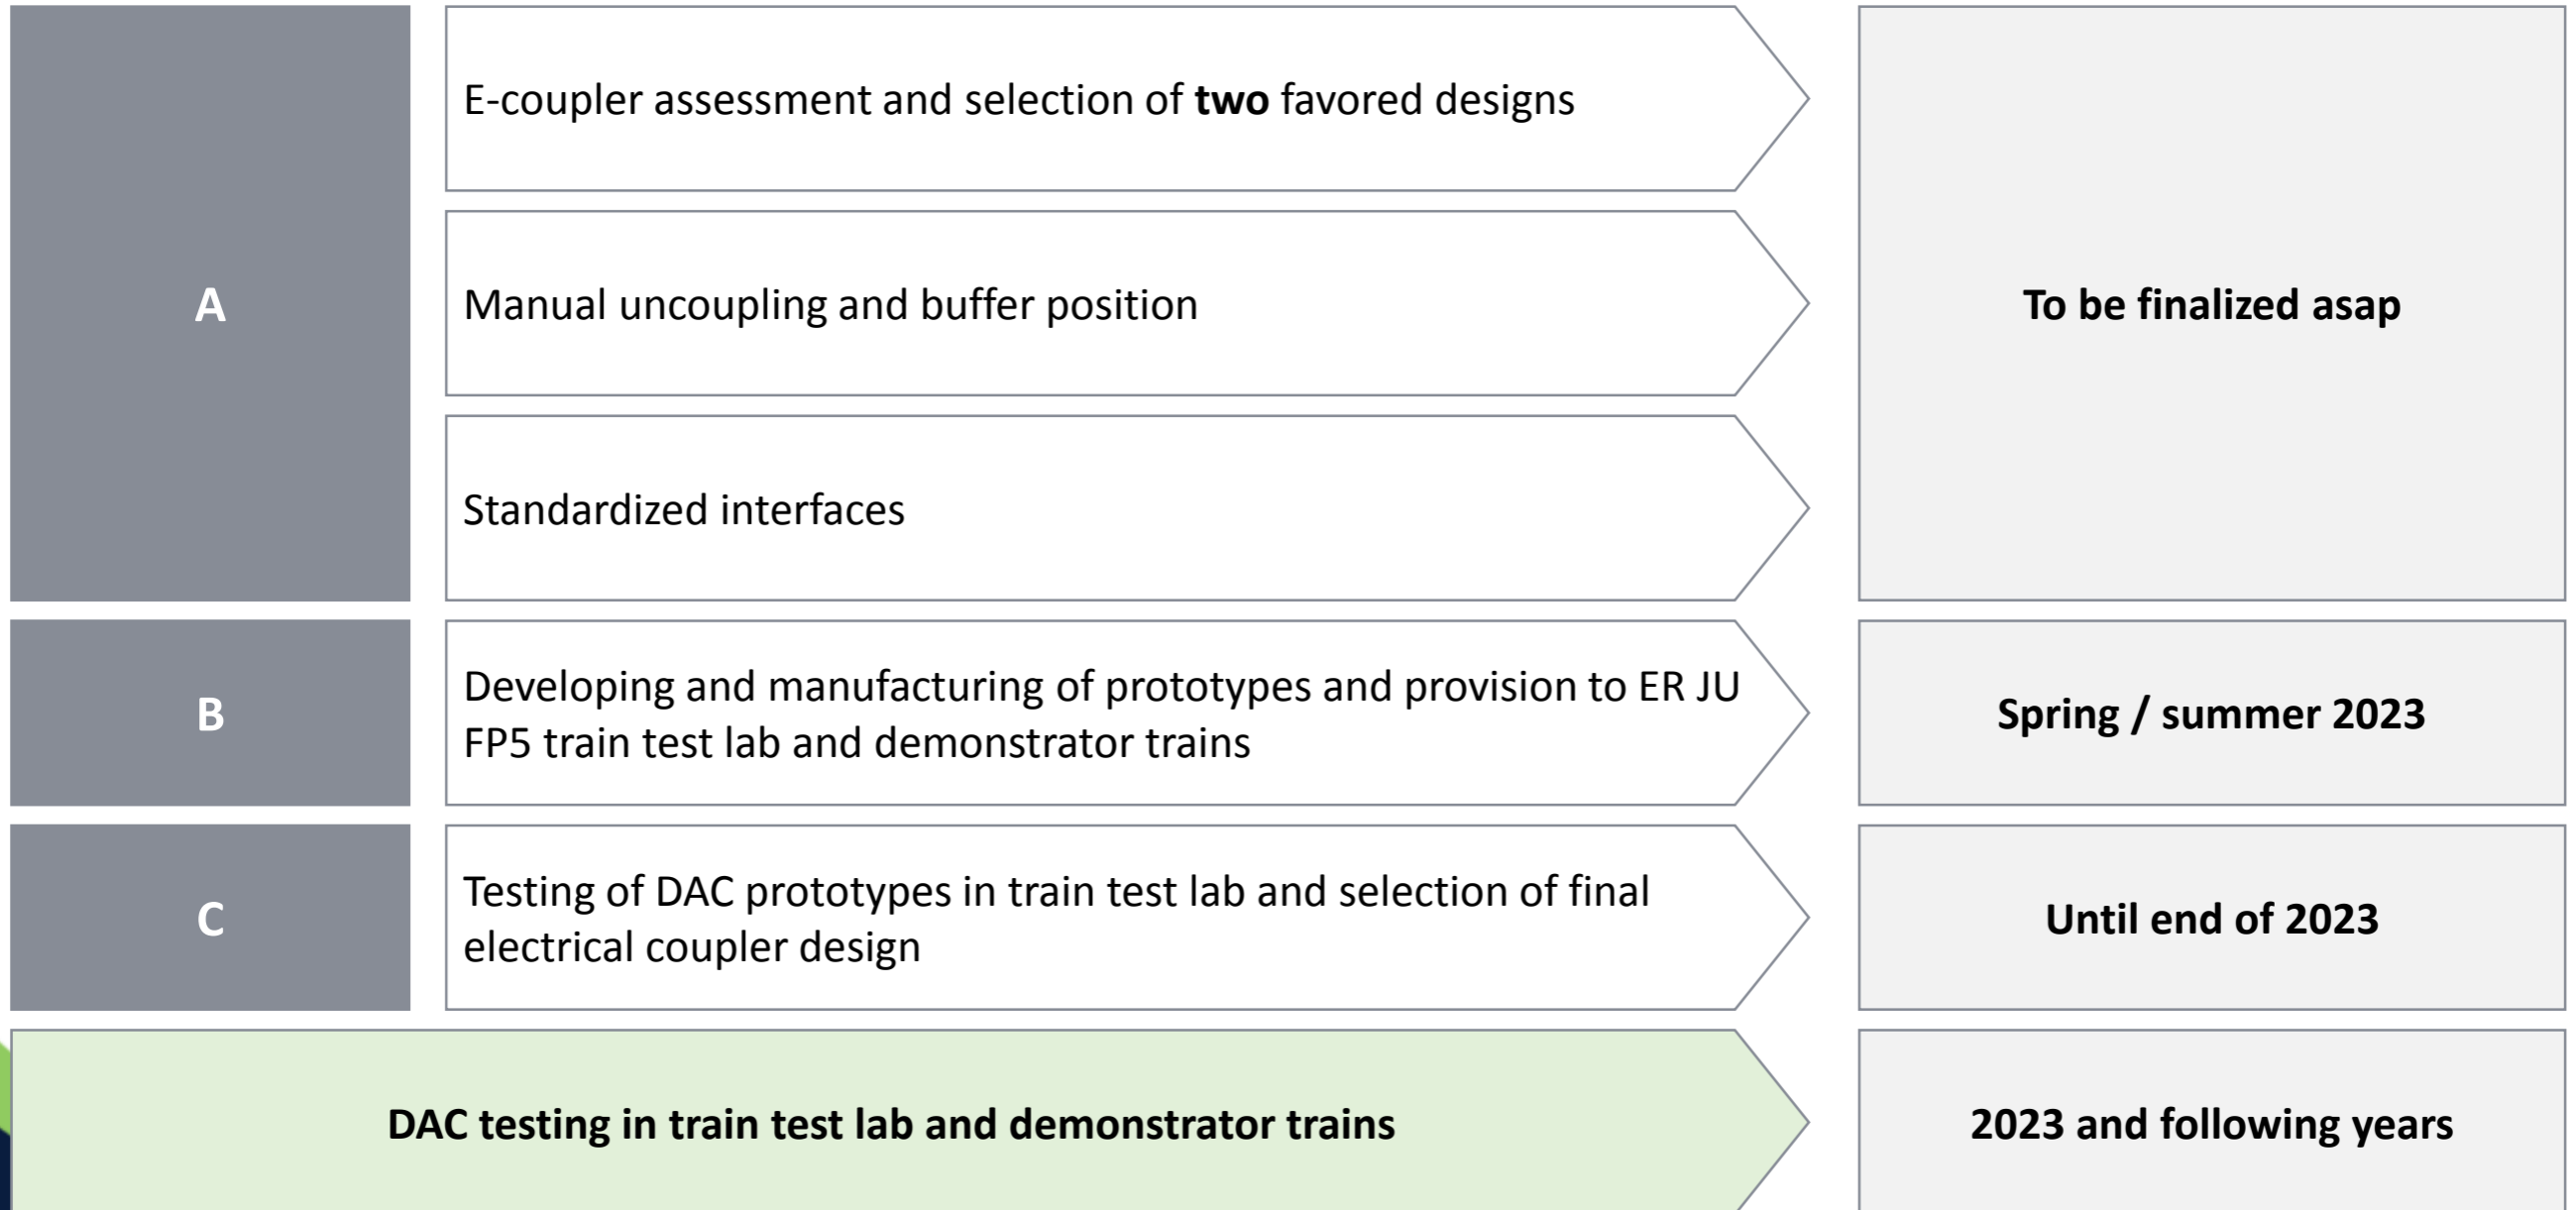 A
E-coupler assessment and selection of two favored designs
Manual uncoupling and buffer position
Standardized interfaces
To be finalized asap
B
Developing and manufacturing of prototypes and provision to ER JU
FP5 train test lab and demonstrator trains
Spring / summer 2023
C
Testing of DAC prototypes in train test lab and selection of final
electrical coupler design
Until end of 2023
DAC testing in train test lab and demonstrator trains
2023 and following years